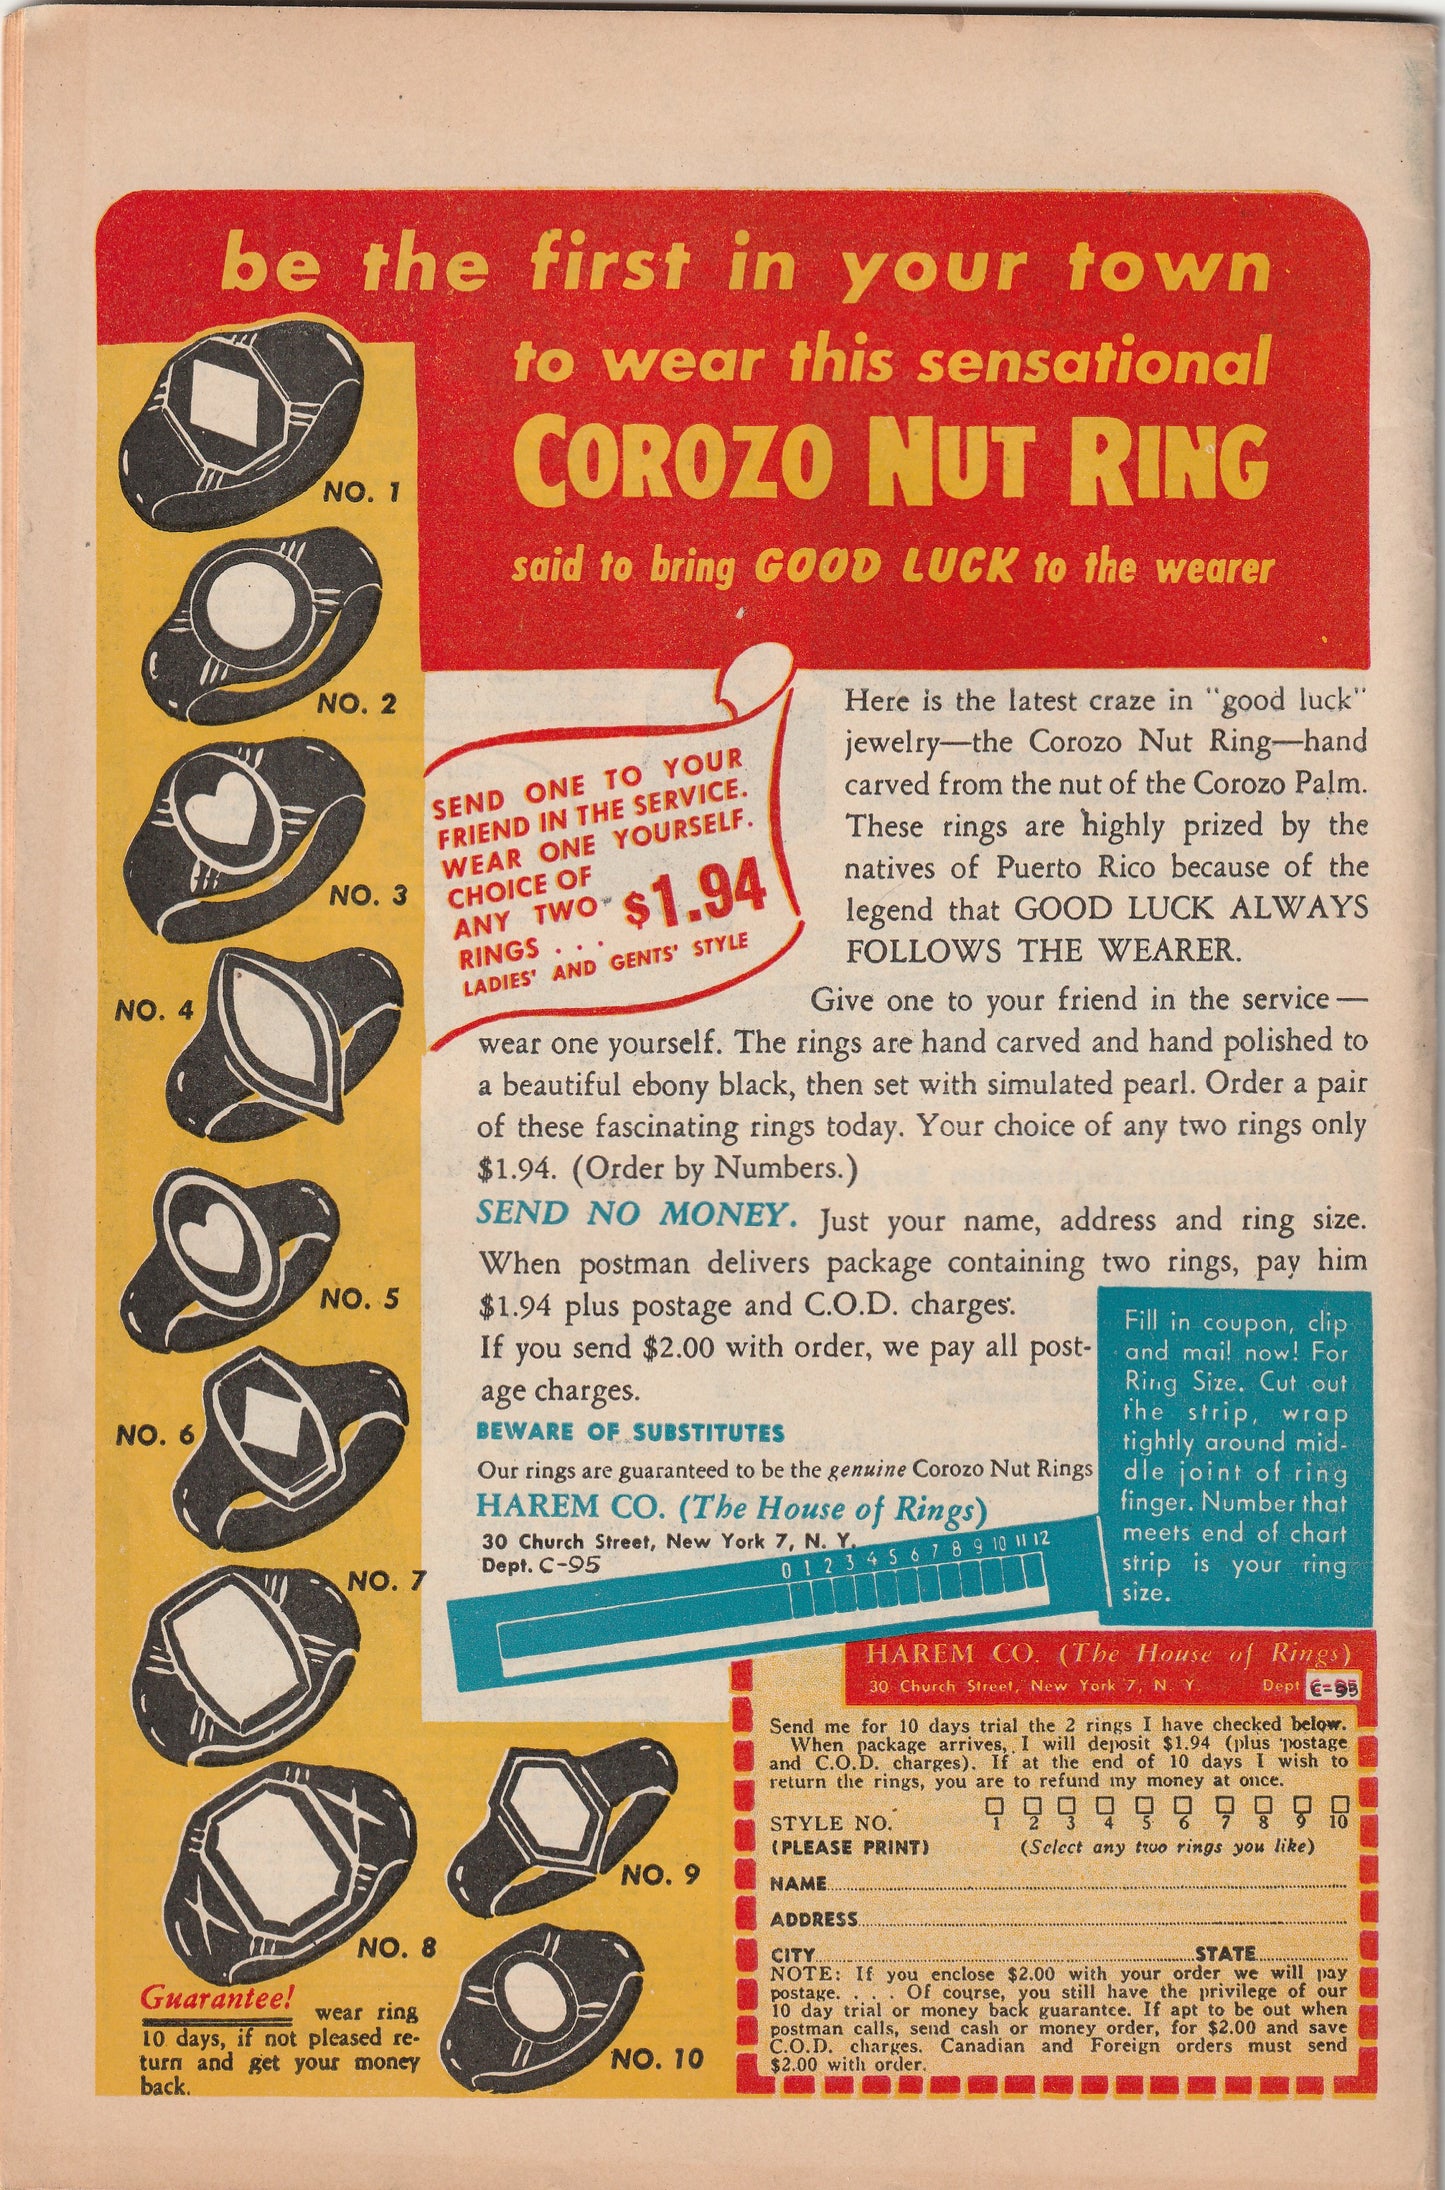 be the first in your town
to wear this sensational
COROZO NUT RING
said to bring GOOD LUCK to the wearer
NO. 1
NO. 2
NO. 3
NO. 4
NO. 5
NO. 6
NO. 7
NO. 8
NO. 9
NO. 10
SEND ONE TO YOUR
FRIEND IN THE SERVICE.
WEAR ONE YOURSELF.
CHOICE OF
ANY TWO
RINGS . . . $1.94
LADIES' AND GENTS' STYLE
Here is the latest craze in "good luck"
jewelry—the Corozo Nut Ring—hand
carved from the nut of the Corozo Palm.
These rings are highly prized by the
natives of Puerto Rico because of the
legend that GOOD LUCK ALWAYS
FOLLOWS THE WEARER.
Give one to your friend in the service—
wear one yourself. The rings are hand carved and hand polished to
a beautiful ebony black, then set with simulated pearl. Order a pair
of these fascinating rings today. Your choice of any two rings only
$1.94. (Order by Numbers.)
SEND NO MONEY. Just your name, address and ring size.
When postman delivers package containing two rings, pay him
$1.94 plus postage and C.O.D. charges.
If you send $2.00 with order, we pay all post-
age charges.
BEWARE OF SUBSTITUTES
Our rings are guaranteed to be the genuine Corozo Nut Rings
HAREM CO. (The House of Rings)
30 Church Street, New York 7, N. Y.
Dept. C-95
0 1 2 3 4 5 6 7 8 9 10 11 12
Fill in coupon, clip
and mail now! For
Ring Size. Cut out
the strip, wrap
tightly around mid-
dle joint of ring
finger. Number that
meets end of chart
strip is your ring
size.
HAREM CO. (The House of Rings)
30 Church Street, New York 7, N. Y. Dept C-95
Send me for 10 days trial the 2 rings I have checked below.
When package arrives, I will deposit $1.94 (plus postage
and C.O.D. charges). If at the end of 10 days I wish to
return the rings, you are to refund my money at once.
STYLE NO. 1 2 3 4 5 6 7 8 9 10
(PLEASE PRINT) (Select any two rings you like)
NAME
ADDRESS
CITY STATE
NOTE: If you enclose $2.00 with your order we will pay
postage. . . . Of course, you still have the privilege of our
10 day trial or money back guarantee. If apt to be out when
postman calls, send cash or money order, for $2.00 and save
C.O.D. charges. Canadian and Foreign orders must send
$2.00 with order.
Guarantee! wear ring
10 days, if not pleased re-
turn and get your money
back.